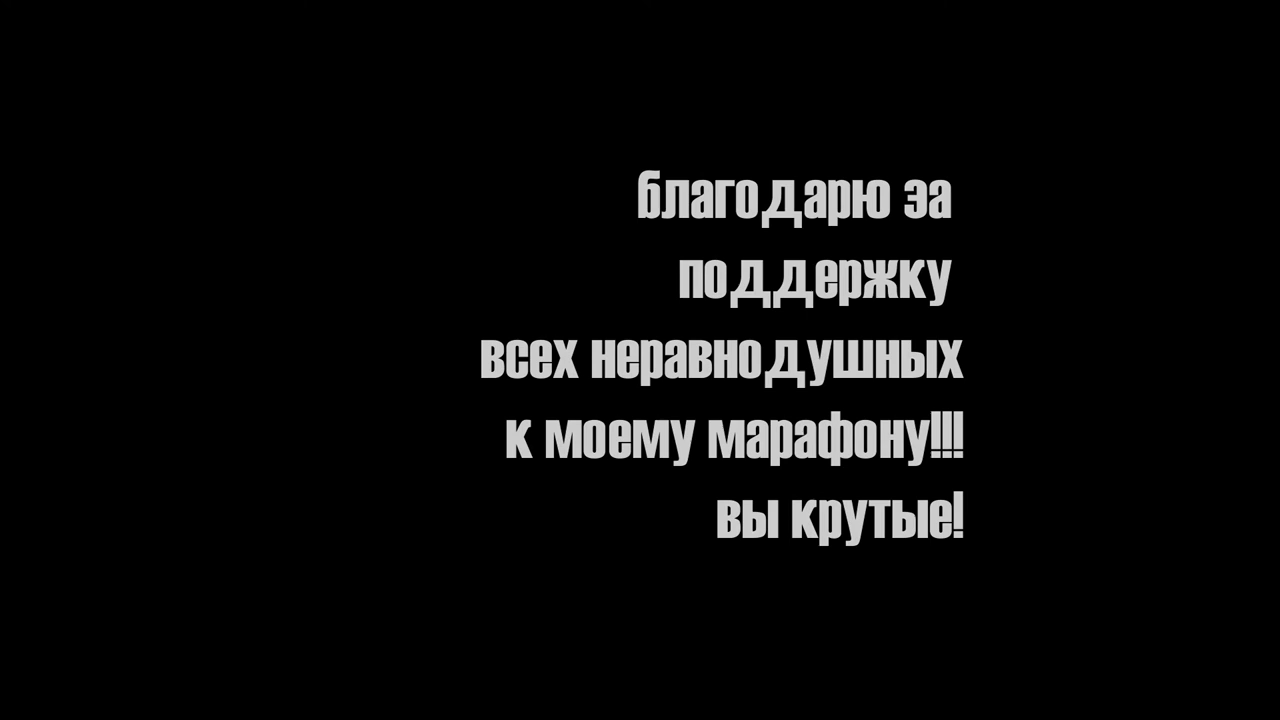 благодарю за
поддержку
всех неравнодушных
к моему марафону!!!
вы крутые!